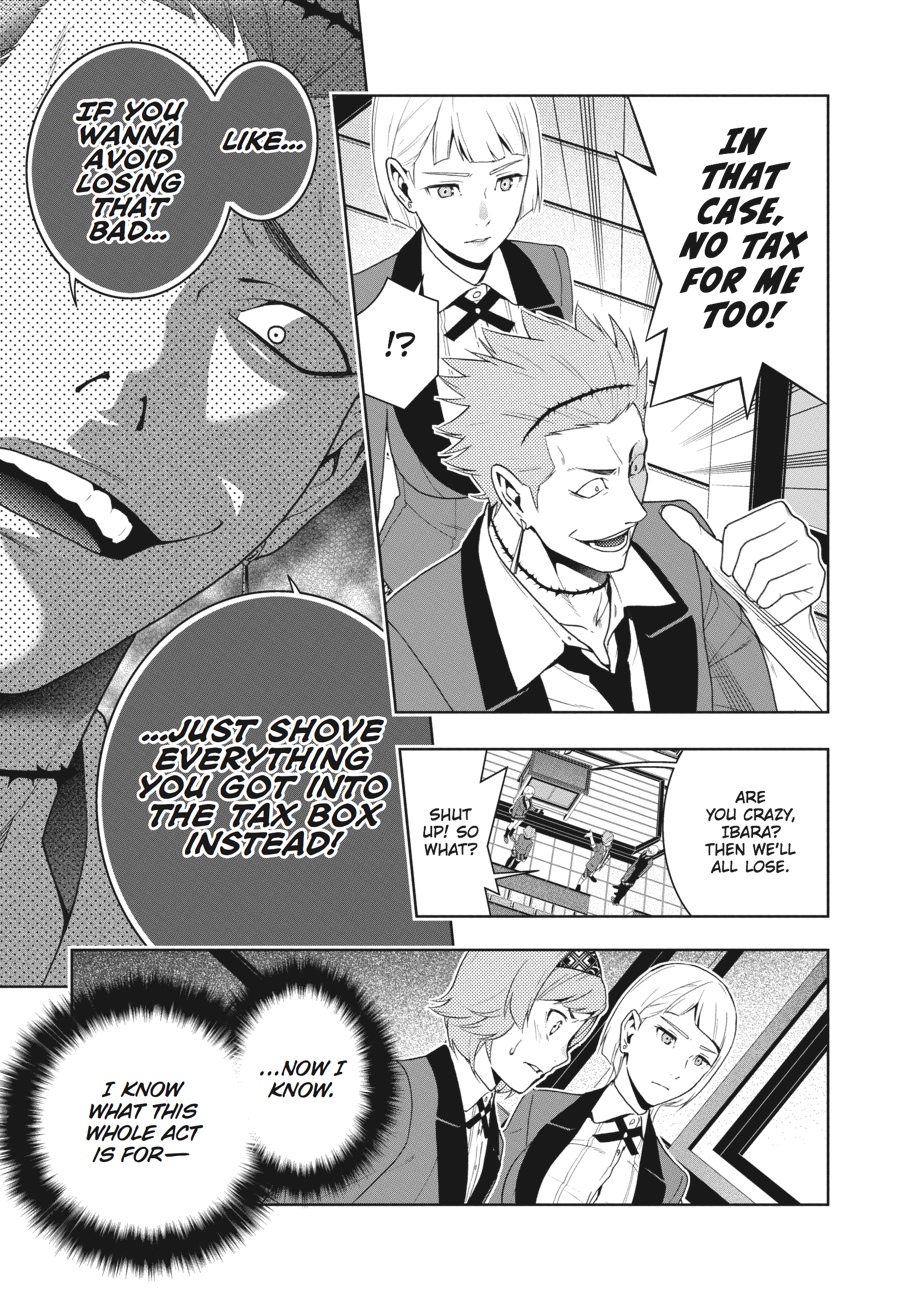 IN
THAT
CASE,
NO TAX
FOR ME
TOO!
!?
ARE
YOU CRAZY,
IBARA?
THEN WE'LL
ALL LOSE.
SHUT
UP! SO
WHAT?
LIKE...
IF YOU
WANNA
AVOID
LOSING
THAT
BAD...
...JUST SHOVE
EVERYTHING
YOU GOT INTO
THE TAX BOX
INSTEAD!
...NOW I
KNOW.
I KNOW
WHAT THIS
WHOLE ACT
IS FOR—